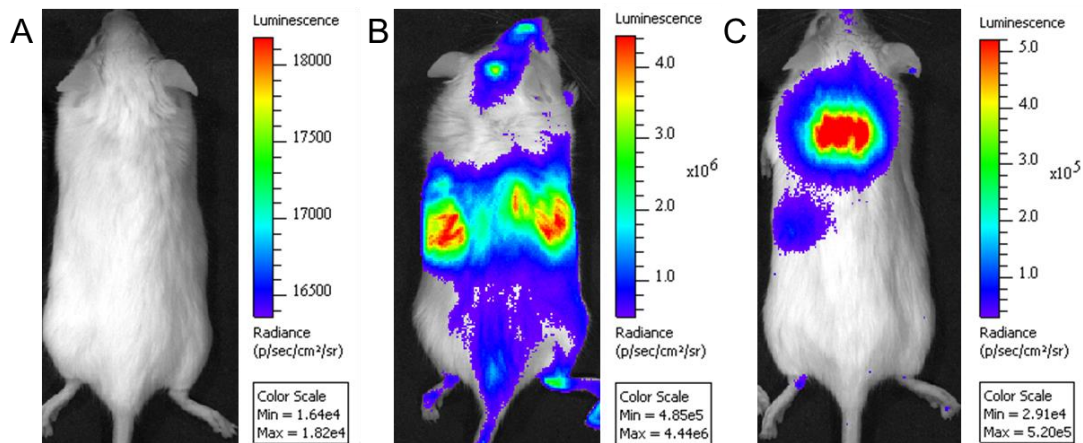 A
Luminescence
18000
17500
17000
16500
Radiance
(p/sec/cm²/sr)
Color Scale
Min = 1.64e4
Max = 1.82e4
B
Luminescence
4.0
3.0
x10⁶
2.0
1.0
Radiance
(p/sec/cm²/sr)
Color Scale
Min = 4.85e5
Max = 4.44e6
C
Luminescence
5.0
4.0
3.0
x10⁵
2.0
1.0
Radiance
(p/sec/cm²/sr)
Color Scale
Min = 2.91e4
Max = 5.20e5